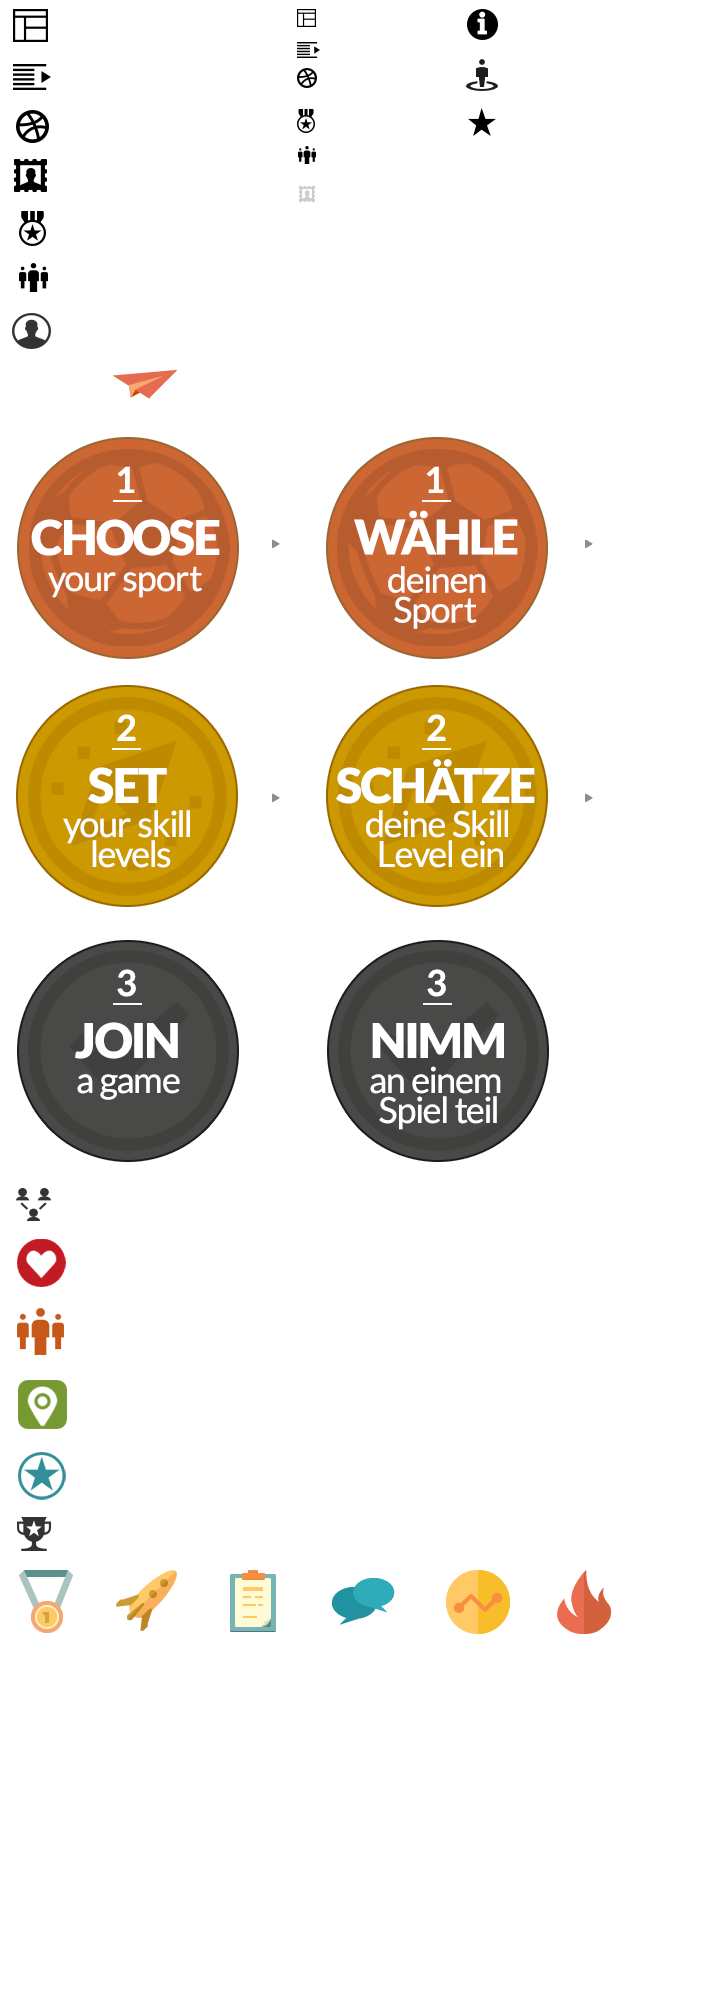 1
CHOOSE
your sport
1
WÄHLE
deinen
Sport
2
SET
your skill
levels
2
SCHÄTZE
deine Skill
Level ein
3
JOIN
a game
3
NIMM
an einem
Spiel teil
1